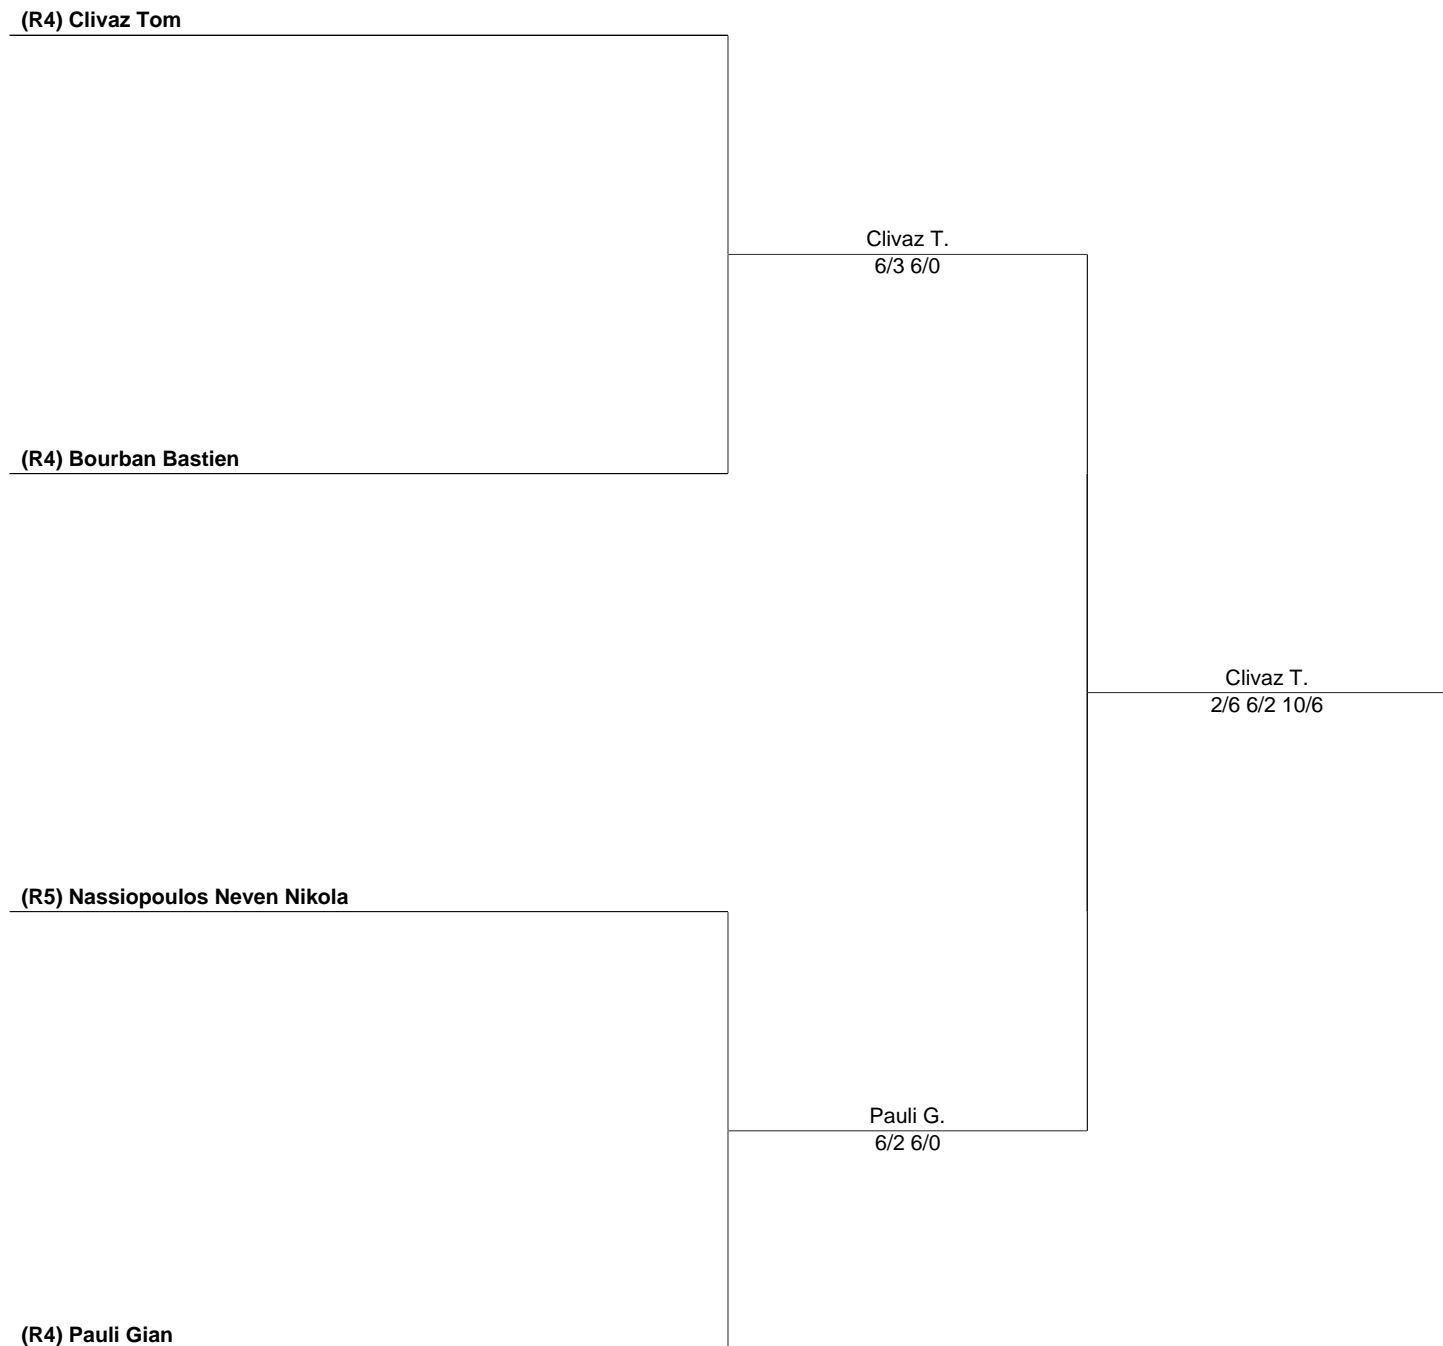 (R4) Clivaz Tom
Clivaz T.
6/3 6/0
(R4) Bourban Bastien
Clivaz T.
2/6 6/2 10/6
(R5) Nassiopoulos Neven Nikola
Pauli G.
6/2 6/0
(R4) Pauli Gian